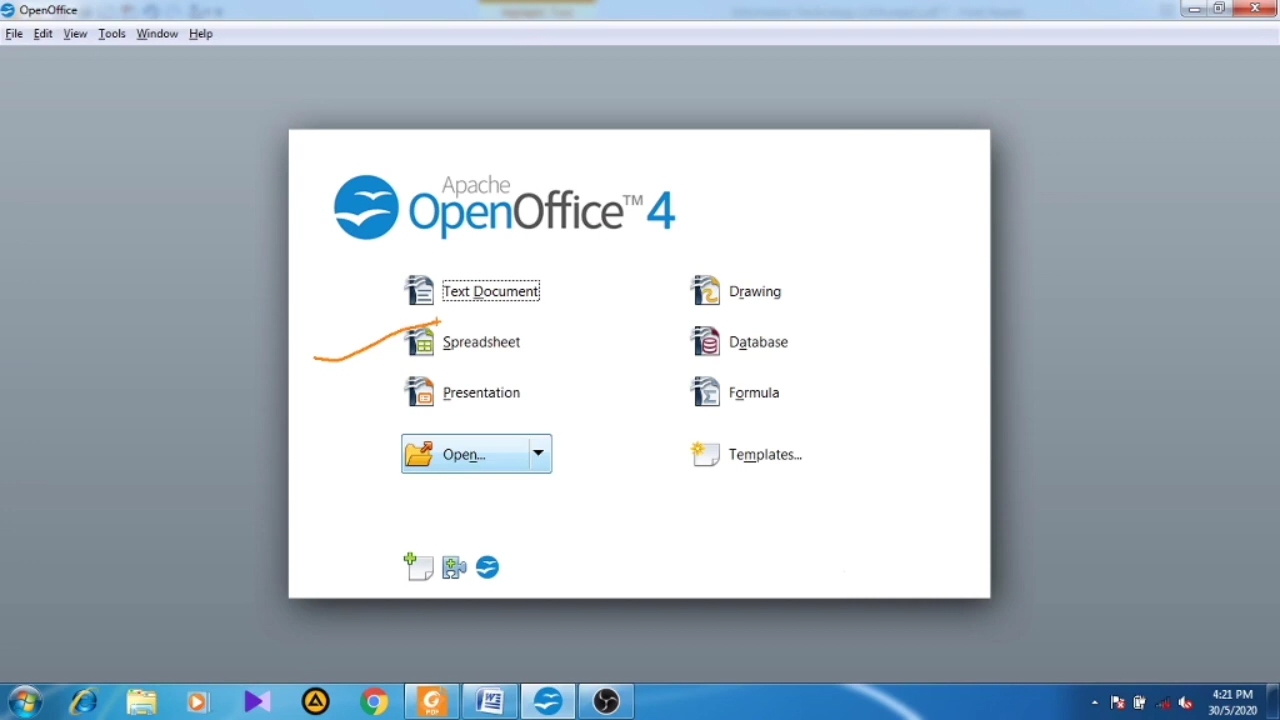 OpenOffice
File Edit View Tools Window Help
Apache
OpenOffice™ 4
Text Document
Drawing
Spreadsheet
Database
Presentation
Formula
Open...
Templates...
PDF
4:21 PM
30/5/2020